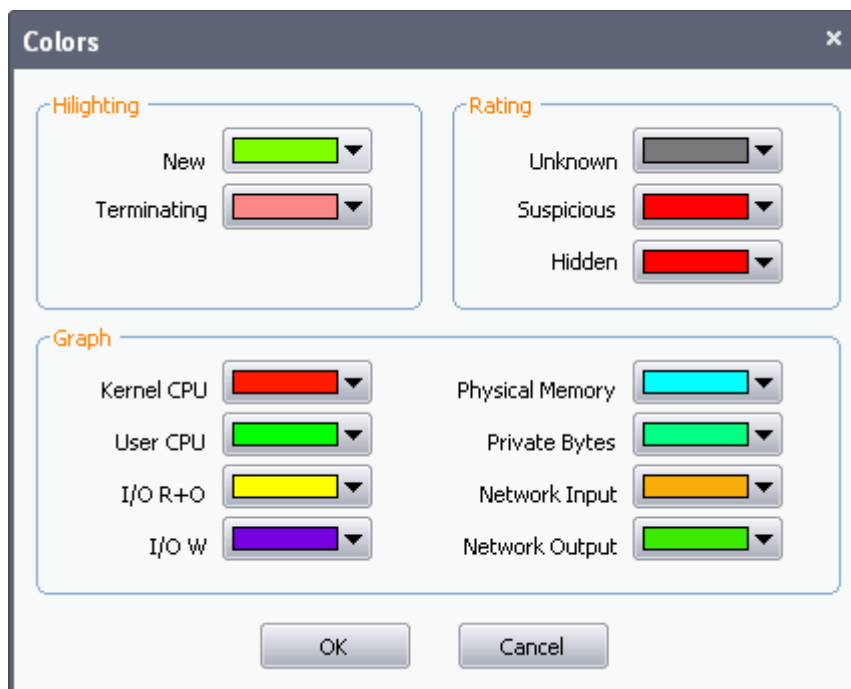 Colors
Hilighting
New
Terminating
Rating
Unknown
Suspicious
Hidden
Graph
Kernel CPU
User CPU
I/O R+O
I/O W
Physical Memory
Private Bytes
Network Input
Network Output
OK
Cancel